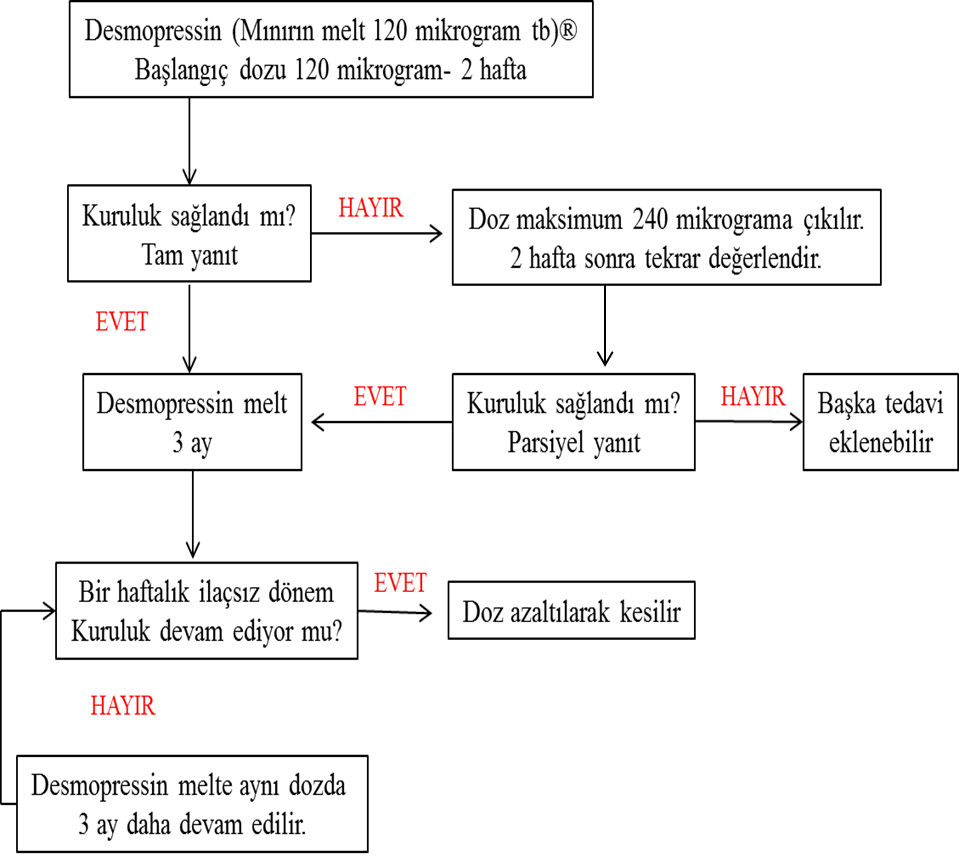 Desmopressin (Mınırın melt 120 mikrogram tb)®
Başlangıç dozu 120 mikrogram- 2 hafta
Kuruluk sağlandı mı?
Tam yanıt
HAYIR
Doz maksimum 240 mikrograma çıkılır.
2 hafta sonra tekrar değerlendir.
EVET
Desmopressin melt
3 ay
EVET
Kuruluk sağlandı mı?
Parsiyel yanıt
HAYIR
Başka tedavi
eklenebilir
Bir haftalık ilaçsız dönem
Kuruluk devam ediyor mu?
EVET
Doz azaltılarak kesilir
HAYIR
Desmopressin melte aynı dozda
3 ay daha devam edilir.